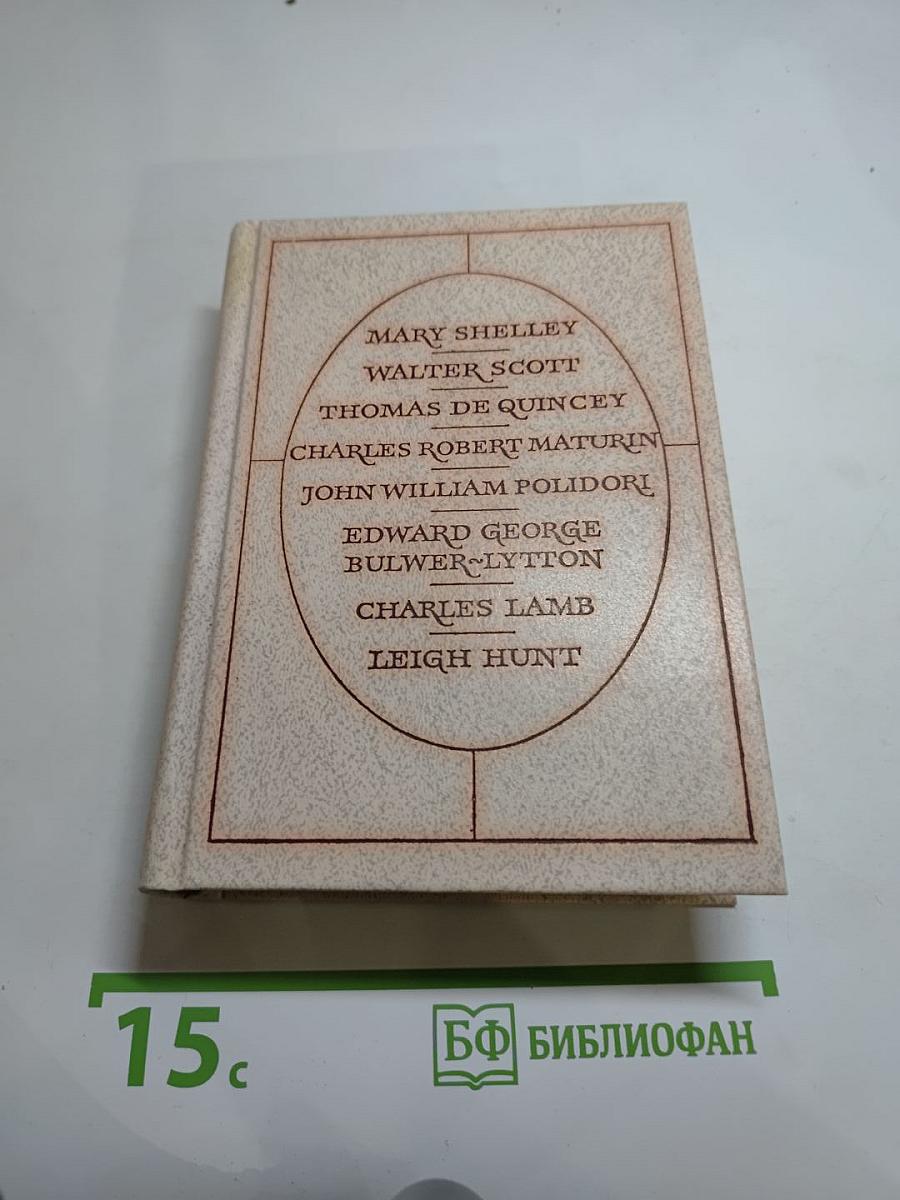 MARY SHELLEY
WALTER SCOTT
THOMAS DE QUINCEY
CHARLES ROBERT MATURIN
JOHN WILLIAM POLIDORI
EDWARD GEORGE
BULWER~LYTTON
CHARLES LAMB
LEIGH HUNT
15 с
БФ БИБЛИОФАН